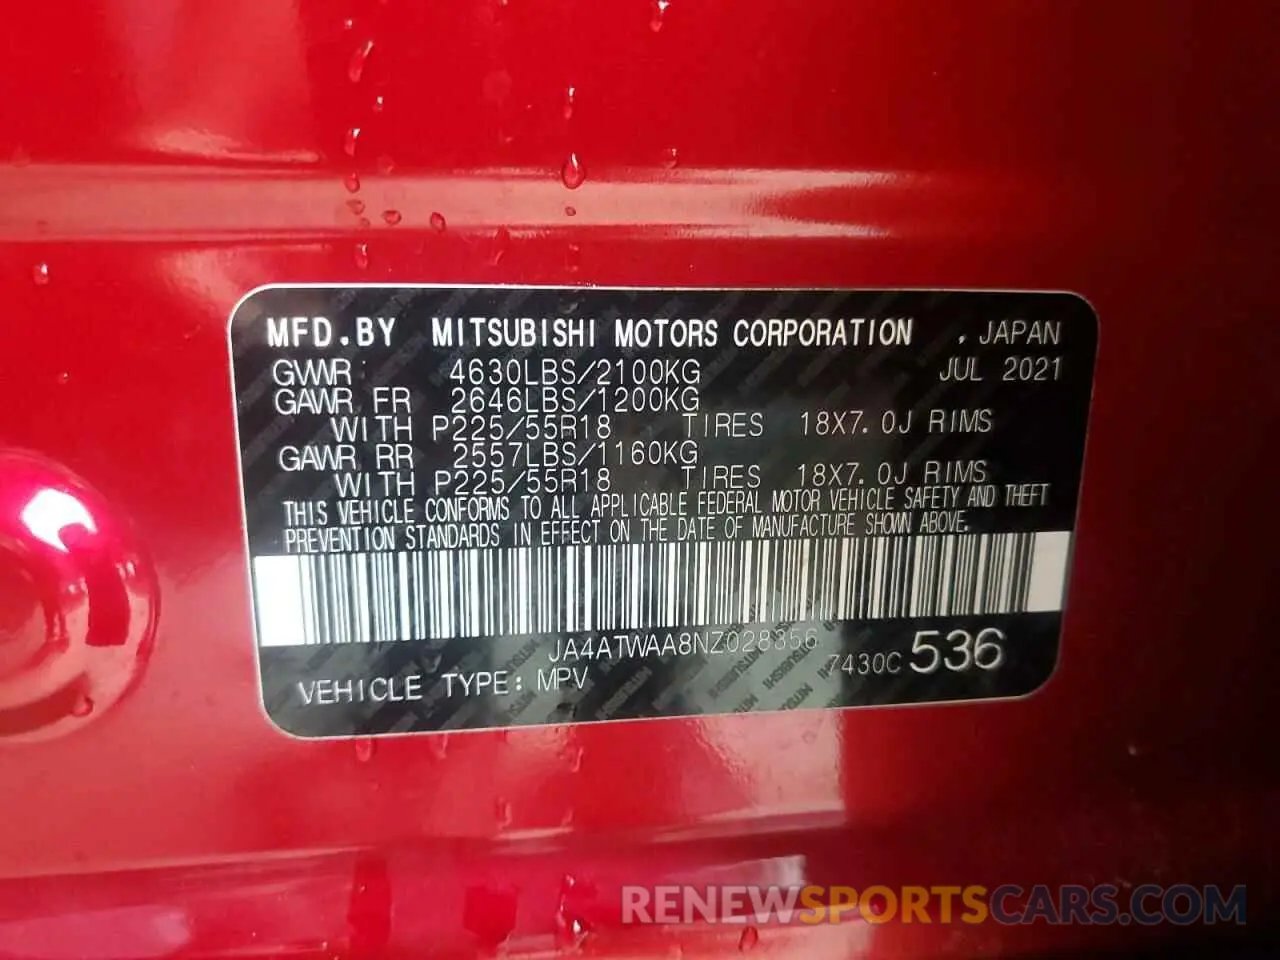 MFD.BY MITSUBISHI MOTORS CORPORATION , JAPAN
GVWR: 4630LBS/2100KG JUL 2021
GAWR FR 2646LBS/1200KG
WITH P225/55R18 TIRES 18X7.0J RIMS
GAWR RR 2557LBS/1160KG
WITH P225/55R18 TIRES 18X7.0J RIMS
THIS VEHICLE CONFORMS TO ALL APPLICABLE FEDERAL MOTOR VEHICLE SAFETY AND THEFT
PREVENTION STANDARDS IN EFFECT ON THE DATE OF MANUFACTURE SHOWN ABOVE.
JA4ATWAA8NZ028356
7430C 536
VEHICLE TYPE: MPV
RENEWSPORTSCARS.COM